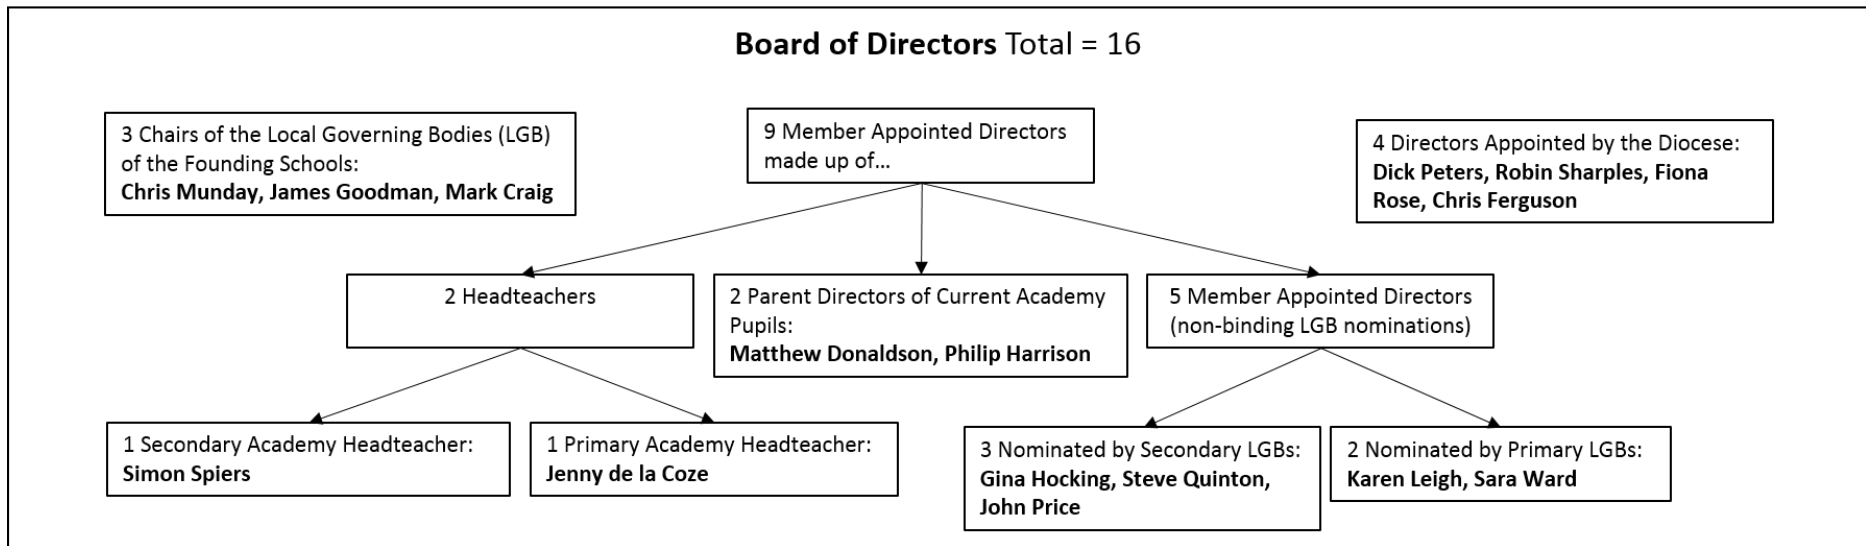 Board of Directors Total = 16
3 Chairs of the Local Governing Bodies (LGB)
of the Founding Schools:
Chris Munday, James Goodman, Mark Craig
9 Member Appointed Directors
made up of...
4 Directors Appointed by the Diocese:
Dick Peters, Robin Sharples, Fiona
Rose, Chris Ferguson
2 Headteachers
2 Parent Directors of Current Academy
Pupils:
Matthew Donaldson, Philip Harrison
5 Member Appointed Directors
(non-binding LGB nominations)
1 Secondary Academy Headteacher:
Simon Spiers
1 Primary Academy Headteacher:
Jenny de la Coze
3 Nominated by Secondary LGBs:
Gina Hocking, Steve Quinton,
John Price
2 Nominated by Primary LGBs:
Karen Leigh, Sara Ward